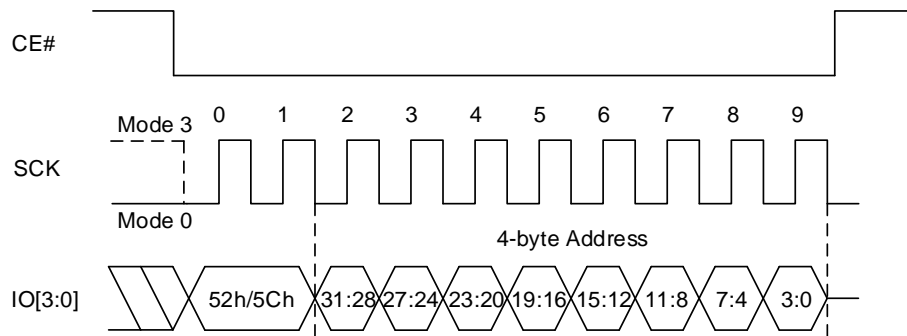 CE#
Mode 3
0 1 2 3 4 5 6 7 8 9
SCK
Mode 0
4-byte Address
IO[3:0]
52h/5Ch 31:28 27:24 23:20 19:16 15:12 11:8 7:4 3:0